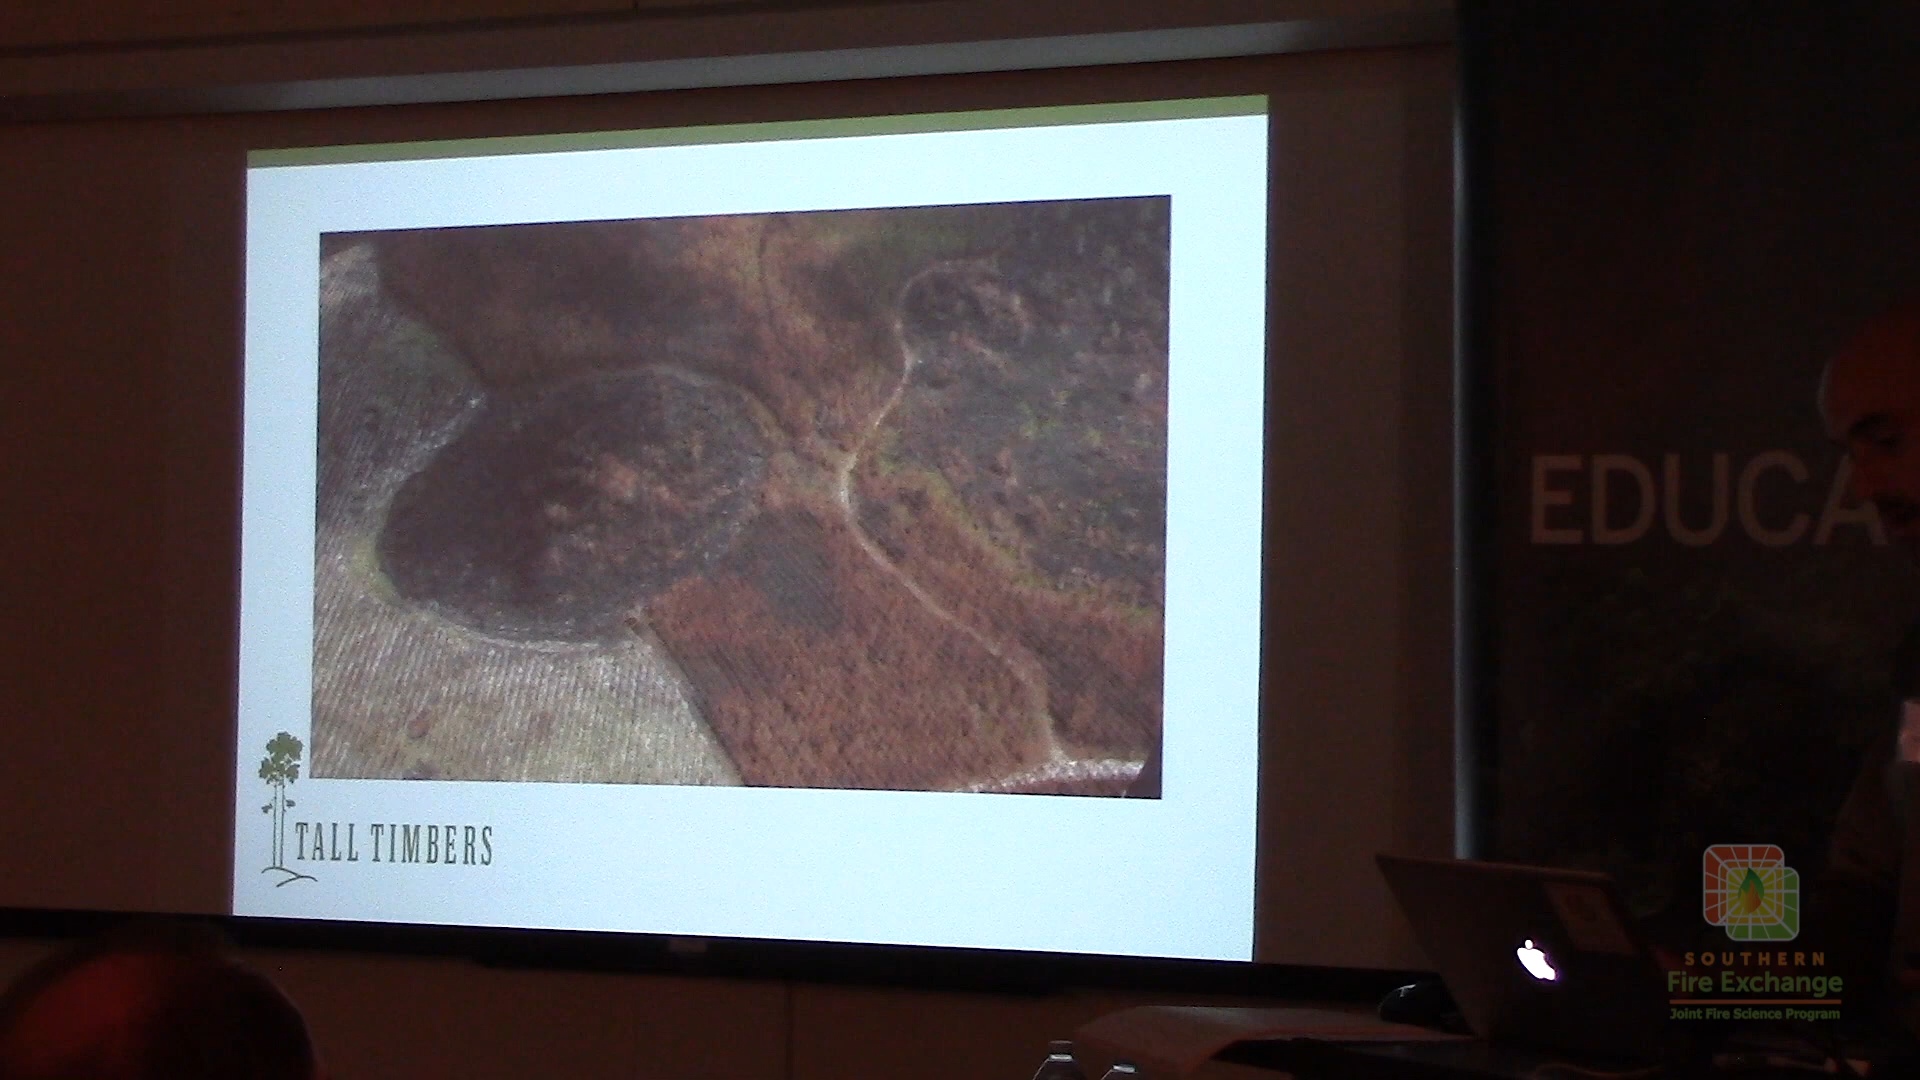 EDUCA
TALL TIMBERS
SOUTHERN
Fire Exchange
Joint Fire Science Program